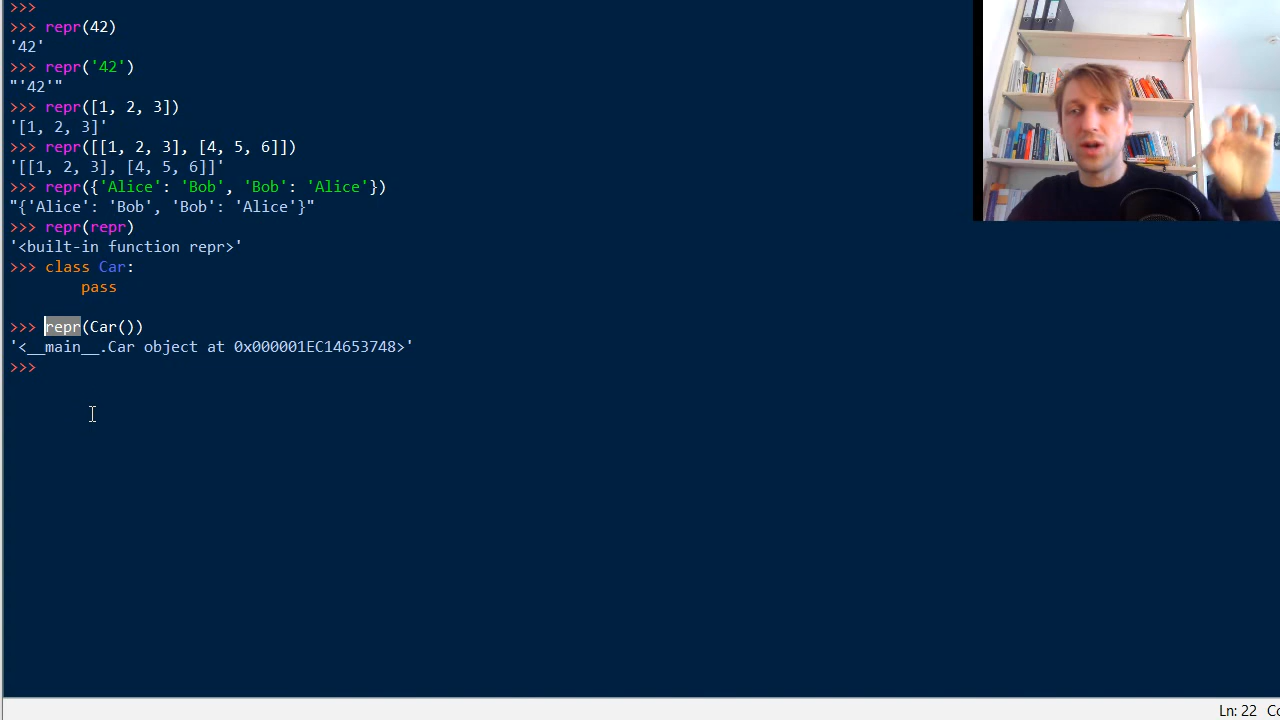 >>>
>>> repr(42)
'42'
>>> repr('42')
"'42'"
>>> repr([1, 2, 3])
'[1, 2, 3]'
>>> repr([[1, 2, 3], [4, 5, 6]])
'[[1, 2, 3], [4, 5, 6]]'
>>> repr({'Alice': 'Bob', 'Bob': 'Alice'})
"{'Alice': 'Bob', 'Bob': 'Alice'}"
>>> repr(repr)
'<built-in function repr>'
>>> class Car:
        pass
>>> repr(Car())
'<__main__.Car object at 0x000001EC14653748>'
>>>
Ln: 22 Co